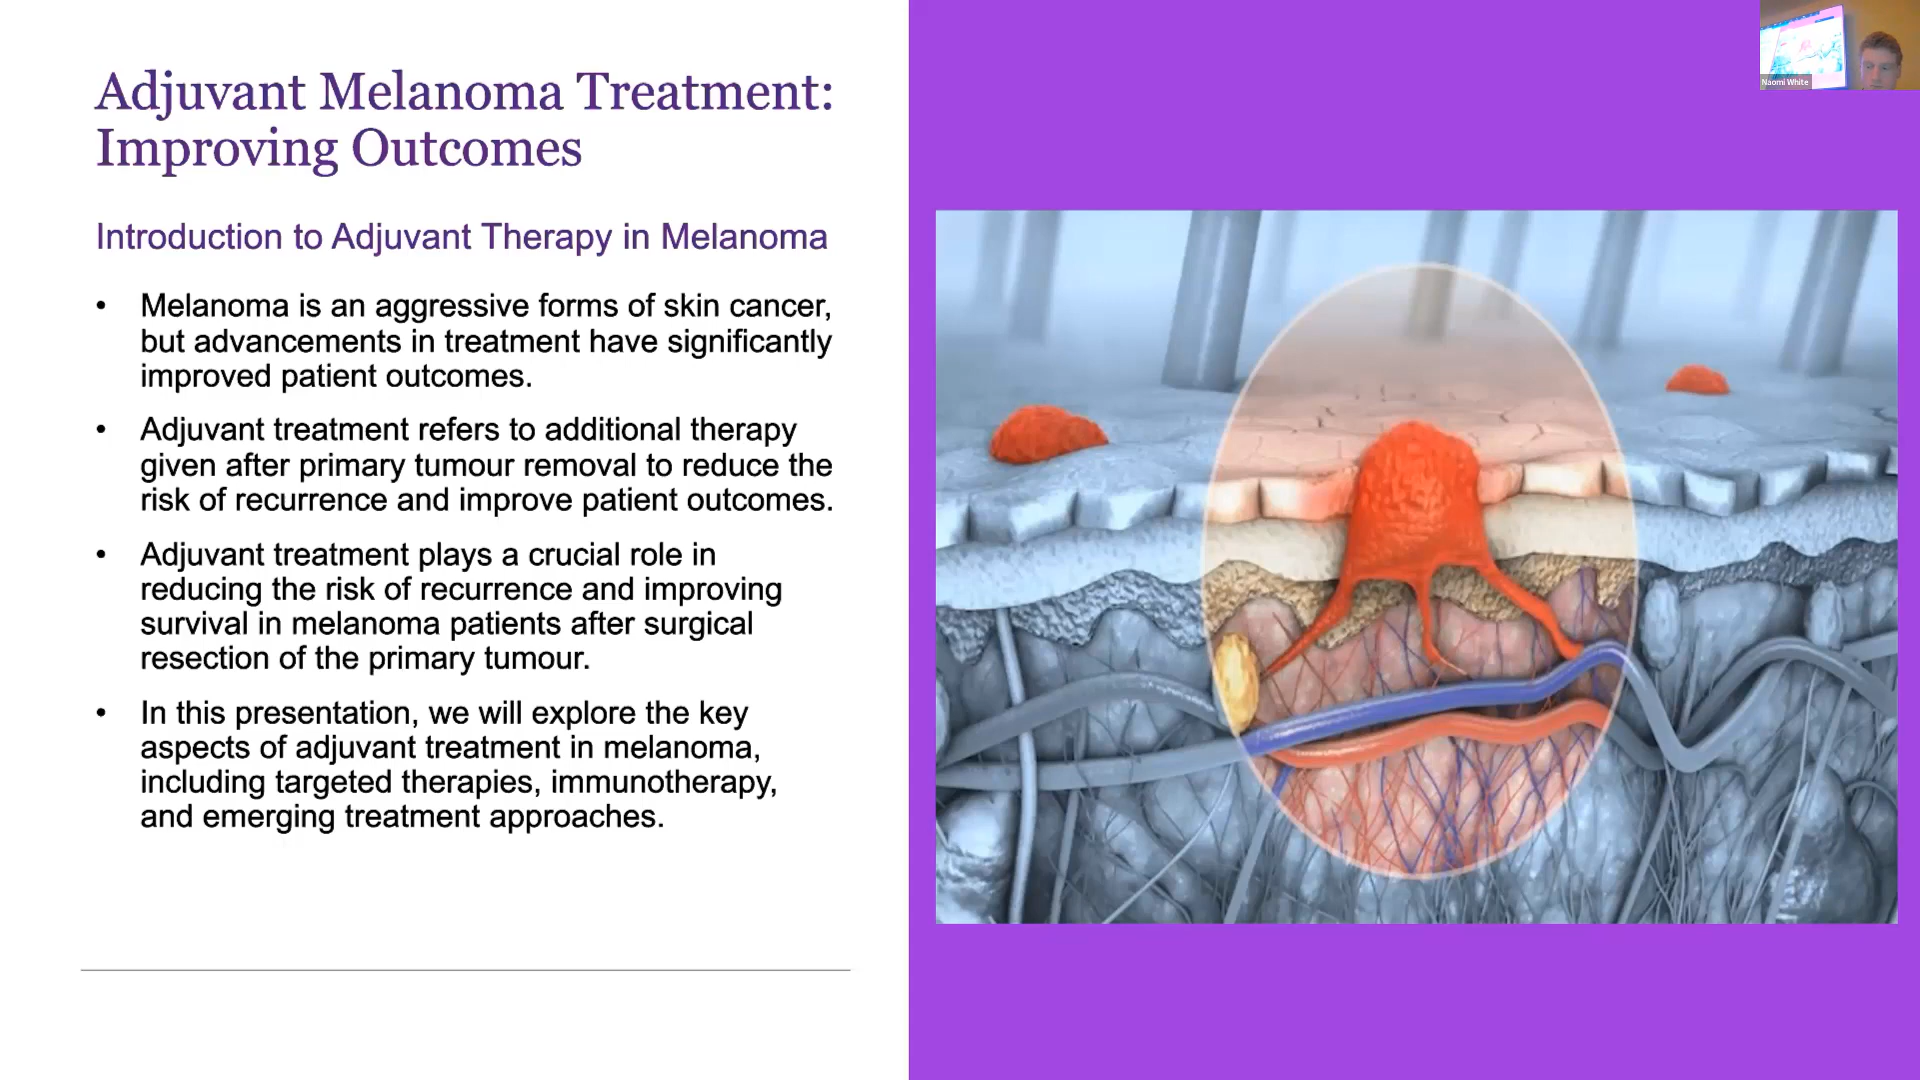 Adjuvant Melanoma Treatment:
Improving Outcomes
Introduction to Adjuvant Therapy in Melanoma
• Melanoma is an aggressive forms of skin cancer,
but advancements in treatment have significantly
improved patient outcomes.
• Adjuvant treatment refers to additional therapy
given after primary tumour removal to reduce the
risk of recurrence and improve patient outcomes.
• Adjuvant treatment plays a crucial role in
reducing the risk of recurrence and improving
survival in melanoma patients after surgical
resection of the primary tumour.
• In this presentation, we will explore the key
aspects of adjuvant treatment in melanoma,
including targeted therapies, immunotherapy,
and emerging treatment approaches.
Naomi White